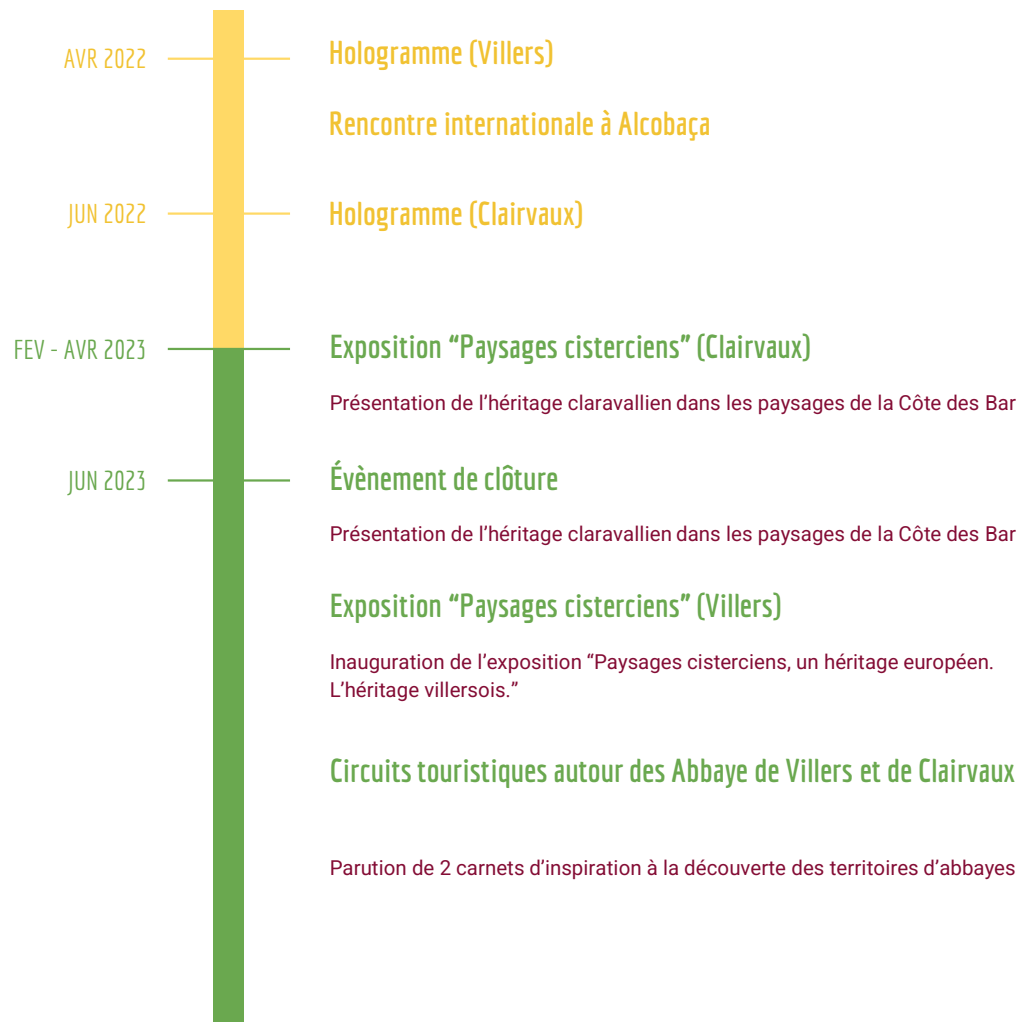 AVR 2022
Hologramme (Villers)
Rencontre internationale à Alcobaça
JUN 2022
Hologramme (Clairvaux)
FEV - AVR 2023
Exposition “Paysages cisterciens” (Clairvaux)
Présentation de l’héritage claravallien dans les paysages de la Côte des Bar
JUN 2023
Évènement de clôture
Présentation de l’héritage claravallien dans les paysages de la Côte des Bar
Exposition “Paysages cisterciens” (Villers)
Inauguration de l’exposition “Paysages cisterciens, un héritage européen.
L’héritage villersois.”
Circuits touristiques autour des Abbaye de Villers et de Clairvaux
Parution de 2 carnets d’inspiration à la découverte des territoires d’abbayes